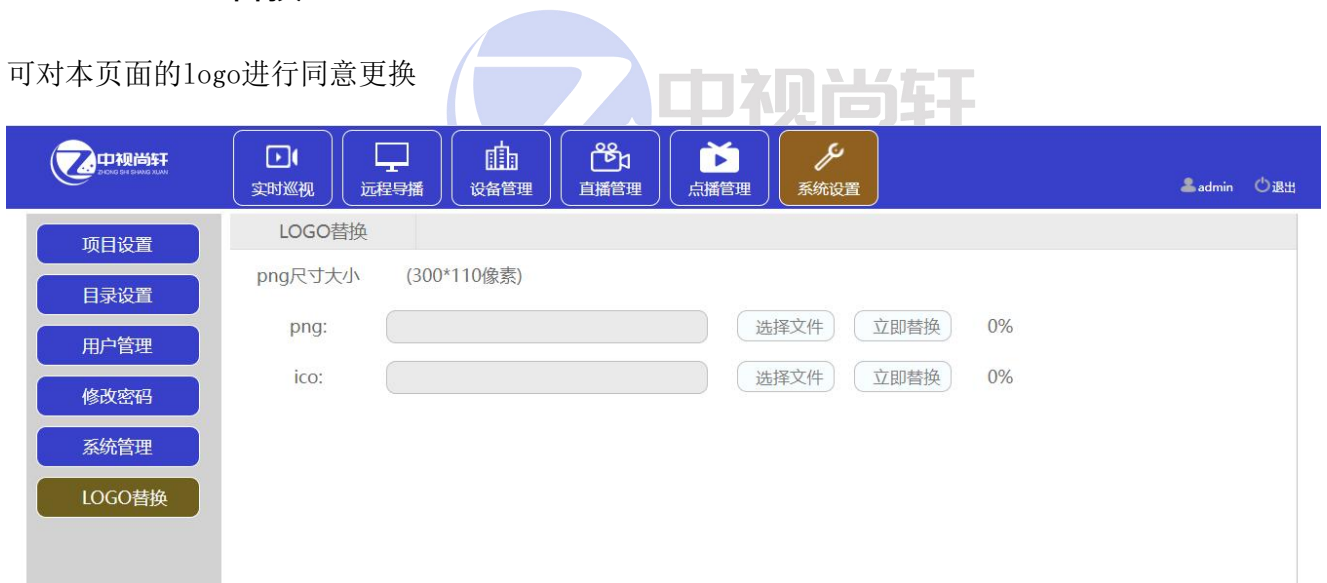 可对本页面的logo进行同意更换
中视尚轩
中视尚轩
ZHONG SHI SHANG XUAN
实时巡视
远程导播
设备管理
直播管理
点播管理
系统设置
admin
退出
项目设置
目录设置
用户管理
修改密码
系统管理
LOGO替换
LOGO替换
png尺寸大小 (300*110像素)
png: 选择文件 立即替换 0%
ico: 选择文件 立即替换 0%